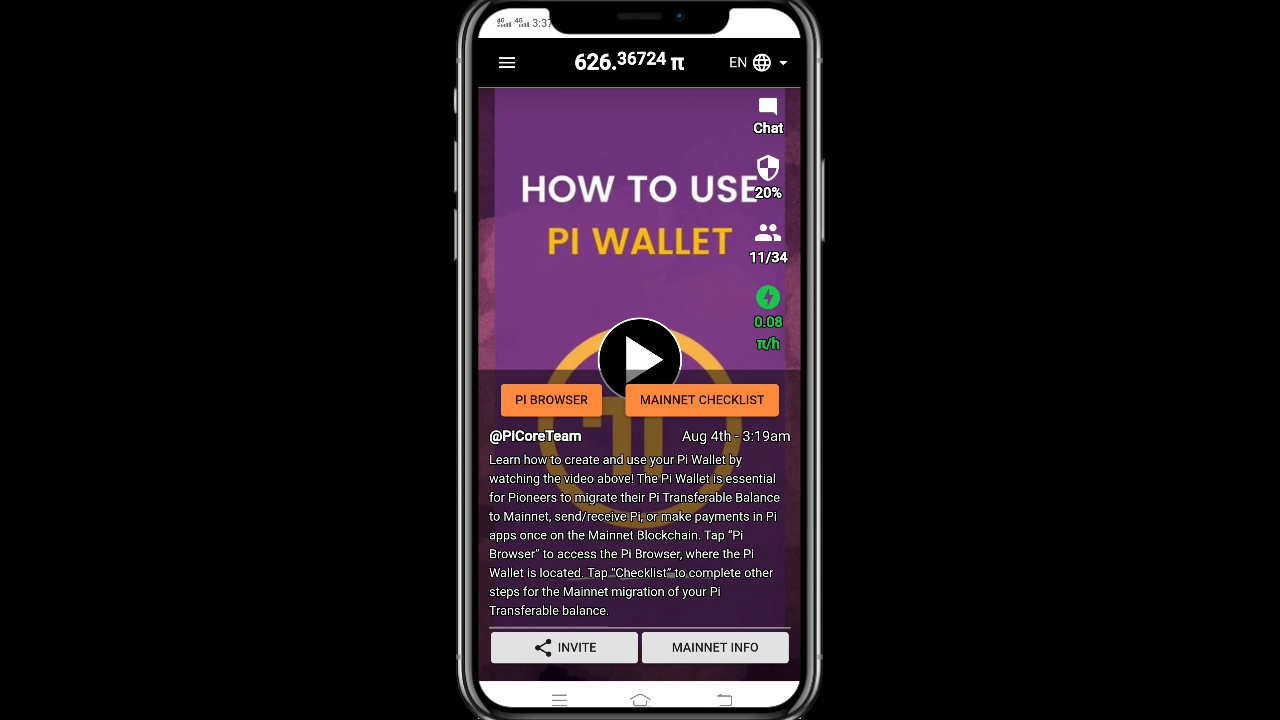 4G 4G 3:37
626.36724 π
EN
Chat
HOW TO USE
20%
PI WALLET
11/34
0.08
π/h
PI BROWSER
MAINNET CHECKLIST
@PiCoreTeam
Aug 4th - 3:19am
Learn how to create and use your Pi Wallet by
watching the video above! The Pi Wallet is essential
for Pioneers to migrate their Pi Transferable Balance
to Mainnet, send/receive Pi, or make payments in Pi
apps once on the Mainnet Blockchain. Tap “Pi
Browser” to access the Pi Browser, where the Pi
Wallet is located. Tap “Checklist” to complete other
steps for the Mainnet migration of your Pi
Transferable balance.
INVITE
MAINNET INFO